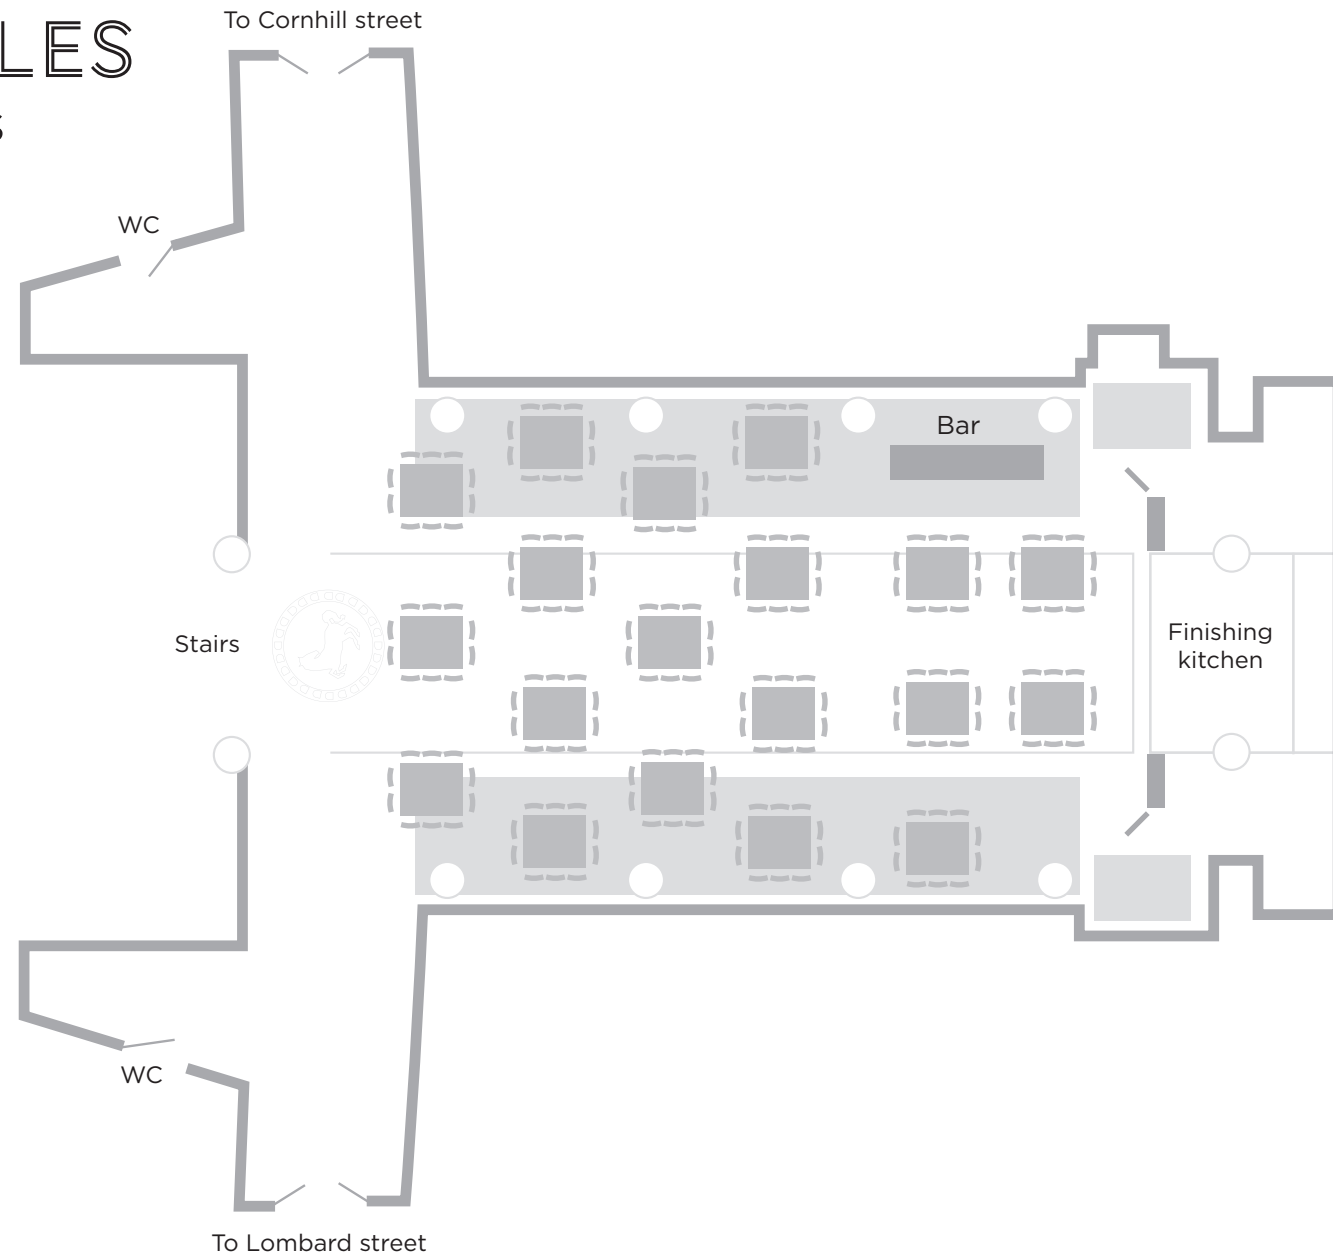 LES
S
To Cornhill street
WC
Bar
Stairs
Finishing
kitchen
WC
To Lombard street